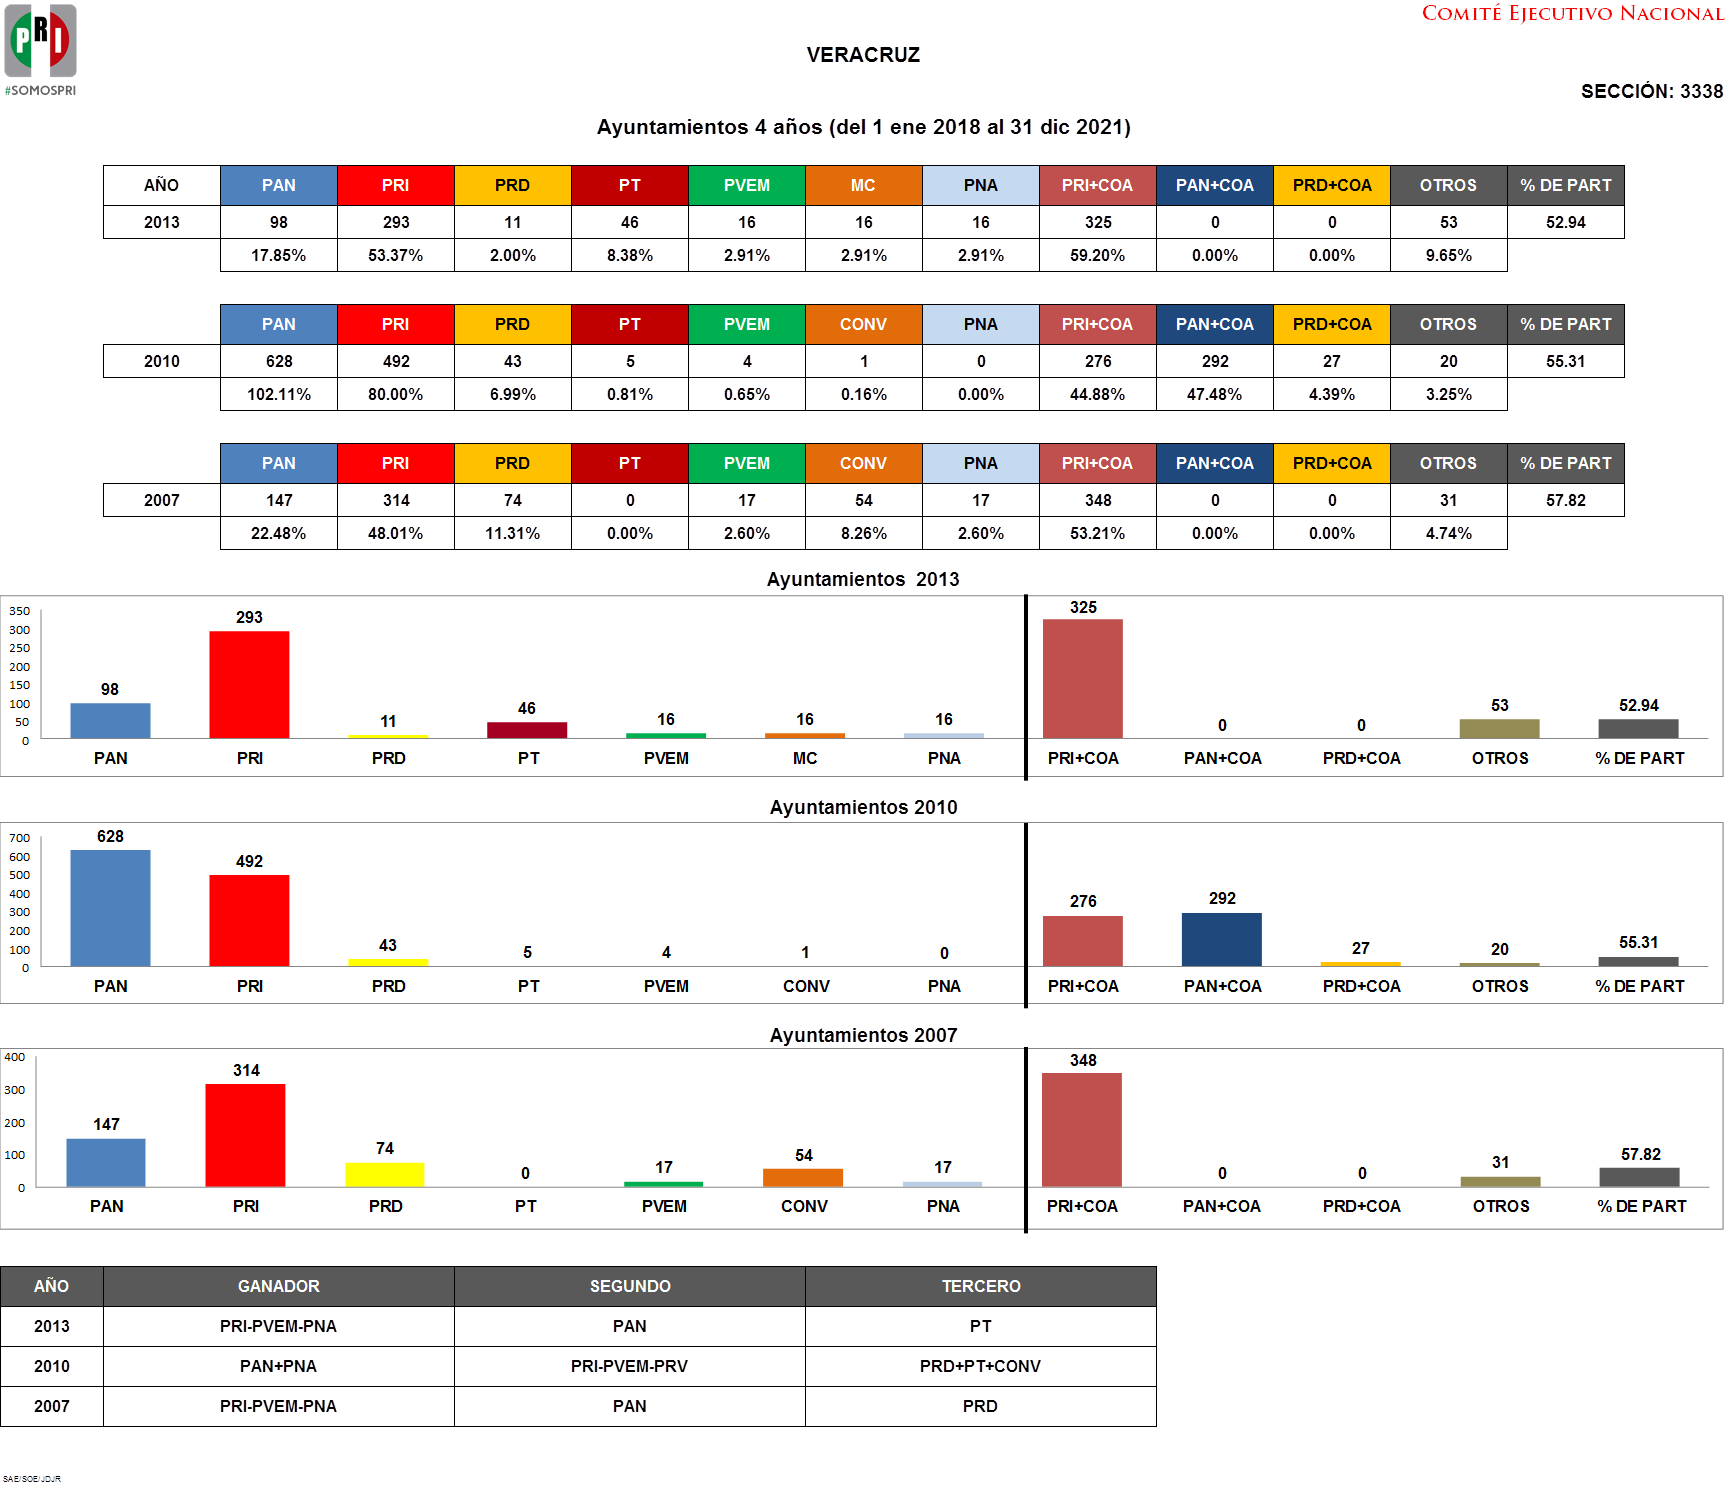 PRI
#SOMOSPRI
COMITÉ EJECUTIVO NACIONAL
VERACRUZ
SECCIÓN: 3338
Ayuntamientos 4 años (del 1 ene 2018 al 31 dic 2021)
AÑO PAN PRI PRD PT PVEM MC PNA PRI+COA PAN+COA PRD+COA OTROS % DE PART
2013 98 293 11 46 16 16 16 325 0 0 53 52.94
17.85% 53.37% 2.00% 8.38% 2.91% 2.91% 2.91% 59.20% 0.00% 0.00% 9.65%
PAN PRI PRD PT PVEM CONV PNA PRI+COA PAN+COA PRD+COA OTROS % DE PART
2010 628 492 43 5 4 1 0 276 292 27 20 55.31
102.11% 80.00% 6.99% 0.81% 0.65% 0.16% 0.00% 44.88% 47.48% 4.39% 3.25%
PAN PRI PRD PT PVEM CONV PNA PRI+COA PAN+COA PRD+COA OTROS % DE PART
2007 147 314 74 0 17 54 17 348 0 0 31 57.82
22.48% 48.01% 11.31% 0.00% 2.60% 8.26% 2.60% 53.21% 0.00% 0.00% 4.74%
Ayuntamientos 2013
350
300
250
200
150
100
50
0
98 293 11 46 16 16 16 325 0 0 53 52.94
PAN PRI PRD PT PVEM MC PNA PRI+COA PAN+COA PRD+COA OTROS % DE PART
Ayuntamientos 2010
700
600
500
400
300
200
100
0
628 492 43 5 4 1 0 276 292 27 20 55.31
PAN PRI PRD PT PVEM CONV PNA PRI+COA PAN+COA PRD+COA OTROS % DE PART
Ayuntamientos 2007
400
300
200
100
0
147 314 74 0 17 54 17 348 0 0 31 57.82
PAN PRI PRD PT PVEM CONV PNA PRI+COA PAN+COA PRD+COA OTROS % DE PART
AÑO GANADOR SEGUNDO TERCERO
2013 PRI-PVEM-PNA PAN PT
2010 PAN+PNA PRI-PVEM-PRV PRD+PT+CONV
2007 PRI-PVEM-PNA PAN PRD
SAE/SOE/JDJR